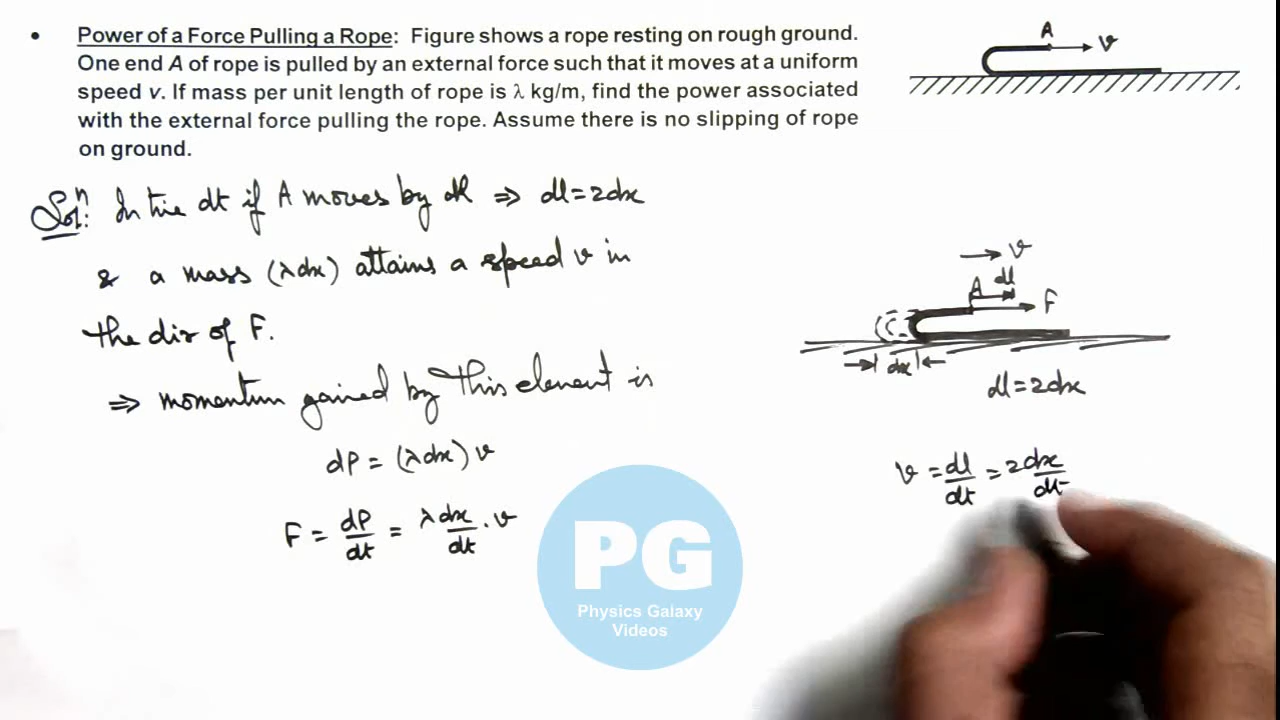 • Power of a Force Pulling a Rope: Figure shows a rope resting on rough ground.
One end A of rope is pulled by an external force such that it moves at a uniform
speed v. If mass per unit length of rope is λ kg/m, find the power associated
with the external force pulling the rope. Assume there is no slipping of rope
on ground.
A
v
Solⁿ: In time dt if A moves by dl ⇒ dl = 2dx
& a mass (λdx) attains a speed v in
the dir of F.
⇒ momentum gained by this element is
dP = (λdx) v
F = dP/dt = λdx/dt . v
v
dl
A
F
dx
dl = 2dx
v = dl/dt = 2dx/dt
PG
Physics Galaxy
Videos